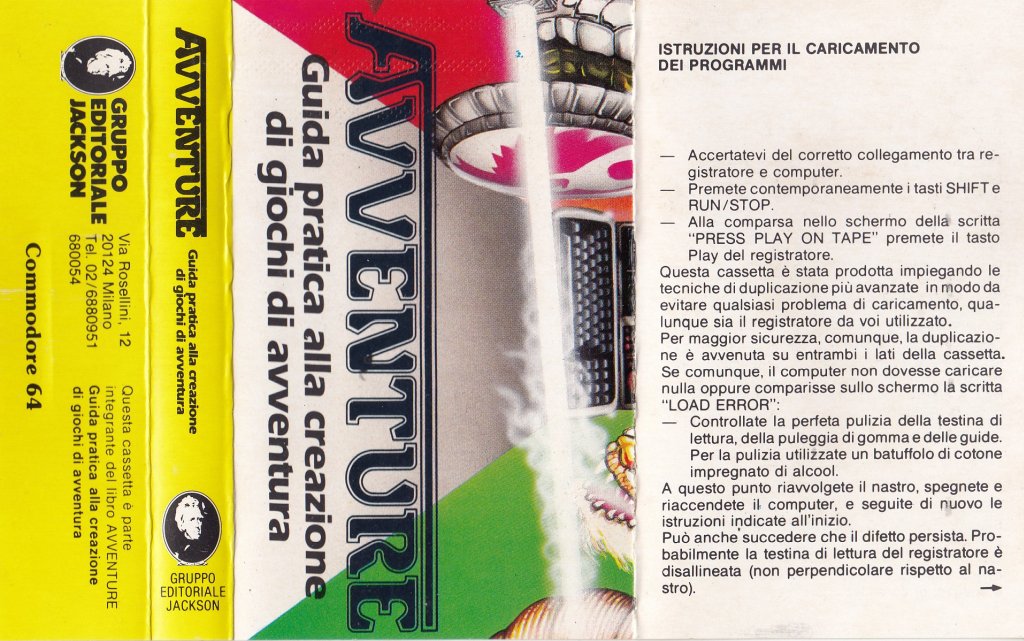 GRUPPO
EDITORIALE
JACKSON
Via Rosellini, 12
20124 Milano
Tel. 02/6880951
680054
Questa cassetta è parte
integrante del libro AVVENTURE
Guida pratica alla creazione
di giochi di avventura
Commodore 64
AVVENTURE
Guida pratica alla creazione
di giochi di avventura
GRUPPO
EDITORIALE
JACKSON
AVVENTURE
Guida pratica alla creazione
di giochi di avventura
ISTRUZIONI PER IL CARICAMENTO
DEI PROGRAMMI
— Accertatevi del corretto collegamento tra re-
gistratore e computer.
— Premete contemporaneamente i tasti SHIFT e
RUN/STOP.
— Alla comparsa nello schermo della scritta
"PRESS PLAY ON TAPE" premete il tasto
Play del registratore.
Questa cassetta è stata prodotta impiegando le
tecniche di duplicazione più avanzate in modo da
evitare qualsiasi problema di caricamento, qua-
lunque sia il registratore da voi utilizzato.
Per maggior sicurezza, comunque, la duplicazio-
ne è avvenuta su entrambi i lati della cassetta.
Se comunque, il computer non dovesse caricare
nulla oppure comparisse sullo schermo la scritta
"LOAD ERROR":
— Controllate la perfeta pulizia della testina di
lettura, della puleggia di gomma e delle guide.
Per la pulizia utilizzate un batuffolo di cotone
impregnato di alcool.
A questo punto riavvolgete il nastro, spegnete e
riaccendete il computer, e seguite di nuovo le
istruzioni indicate all'inizio.
Può anche succedere che il difetto persista. Pro-
babilmente la testina di lettura del registratore è
disallineata (non perpendicolare rispetto al na-
stro). →